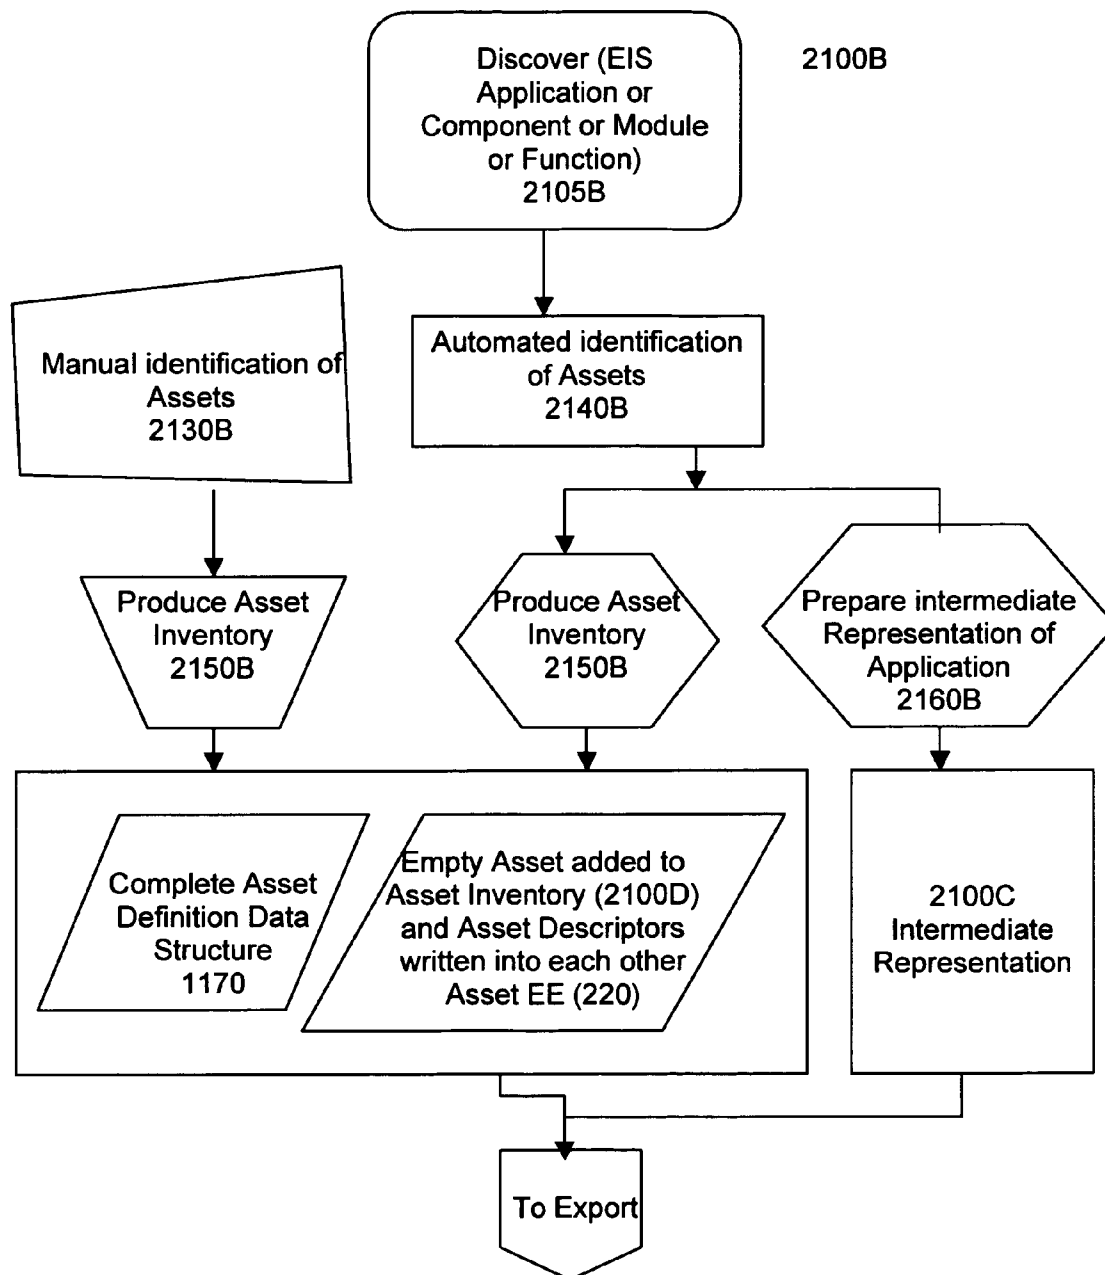 Discover (EIS
Application or
Component or Module
or Function)
2105B
2100B
Manual identification of
Assets
2130B
Automated identification
of Assets
2140B
Produce Asset
Inventory
2150B
Produce Asset
Inventory
2150B
Prepare intermediate
Representation of
Application
2160B
Complete Asset
Definition Data
Structure
1170
Empty Asset added to
Asset Inventory (2100D)
and Asset Descriptors
written into each other
Asset EE (220)
2100C
Intermediate
Representation
To Export